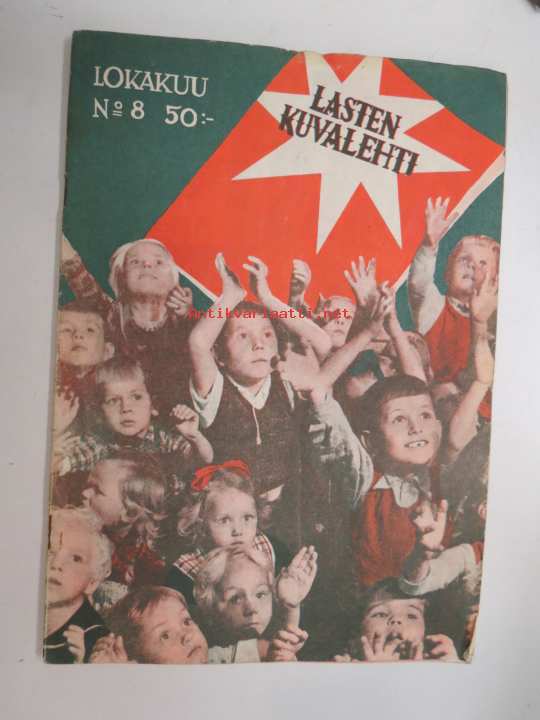 LOKAKUU
Nº 8 50:-
LASTEN
KUVALEHTI
antikvariaatti.net